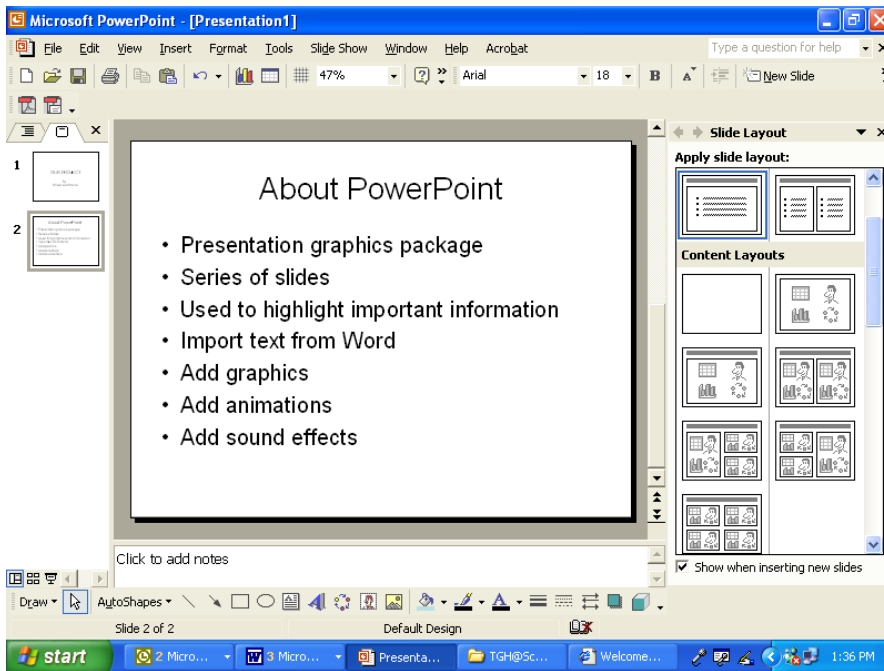 Microsoft PowerPoint - [Presentation1]
File Edit View Insert Format Tools Slide Show Window Help Acrobat Type a question for help
47% Arial 18 B A New Slide
Slide Layout
Apply slide layout:
1
2
About PowerPoint
• Presentation graphics package
• Series of slides
• Used to highlight important information
• Import text from Word
• Add graphics
• Add animations
• Add sound effects
Content Layouts
Click to add notes
Show when inserting new slides
Draw AutoShapes A
Slide 2 of 2 Default Design
start 2 Micro... 3 Micro... Presenta... TGH@Sc... Welcome... 1:36 PM